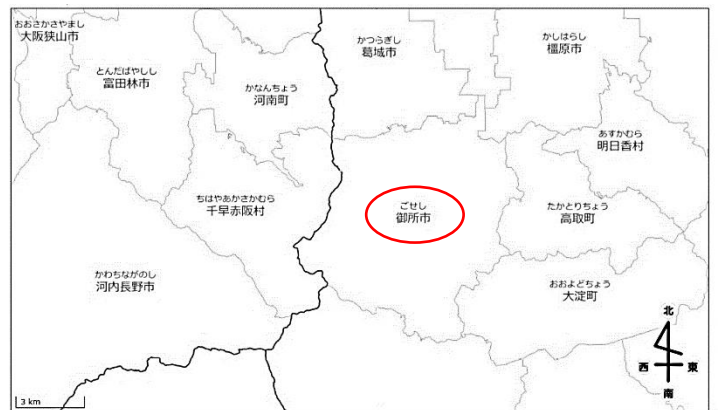 おおさかさやまし
大阪狭山市
かつらぎし
葛城市
かしはらし
橿原市
とんだばやしし
富田林市
かなんちょう
河南町
あすかむら
明日香村
ちはやあかさかむら
千早赤阪村
ごせし
御所市
たかとりちょう
高取町
かわちながのし
河内長野市
おおよどちょう
大淀町
北
西
東
南
3 km